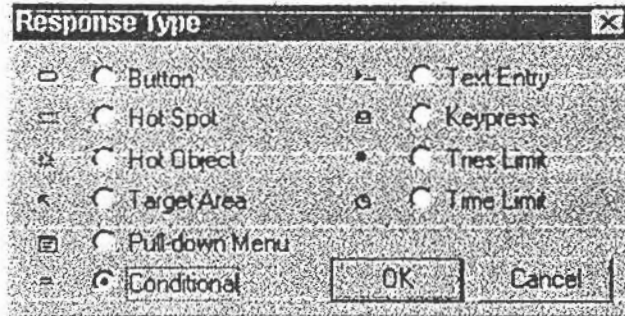 Response Type
Button
Hot Spot
Hot Object
Target Area
Pull-down Menu
Conditional
Text Entry
Keypress
Tries Limit
Time Limit
OK
Cancel